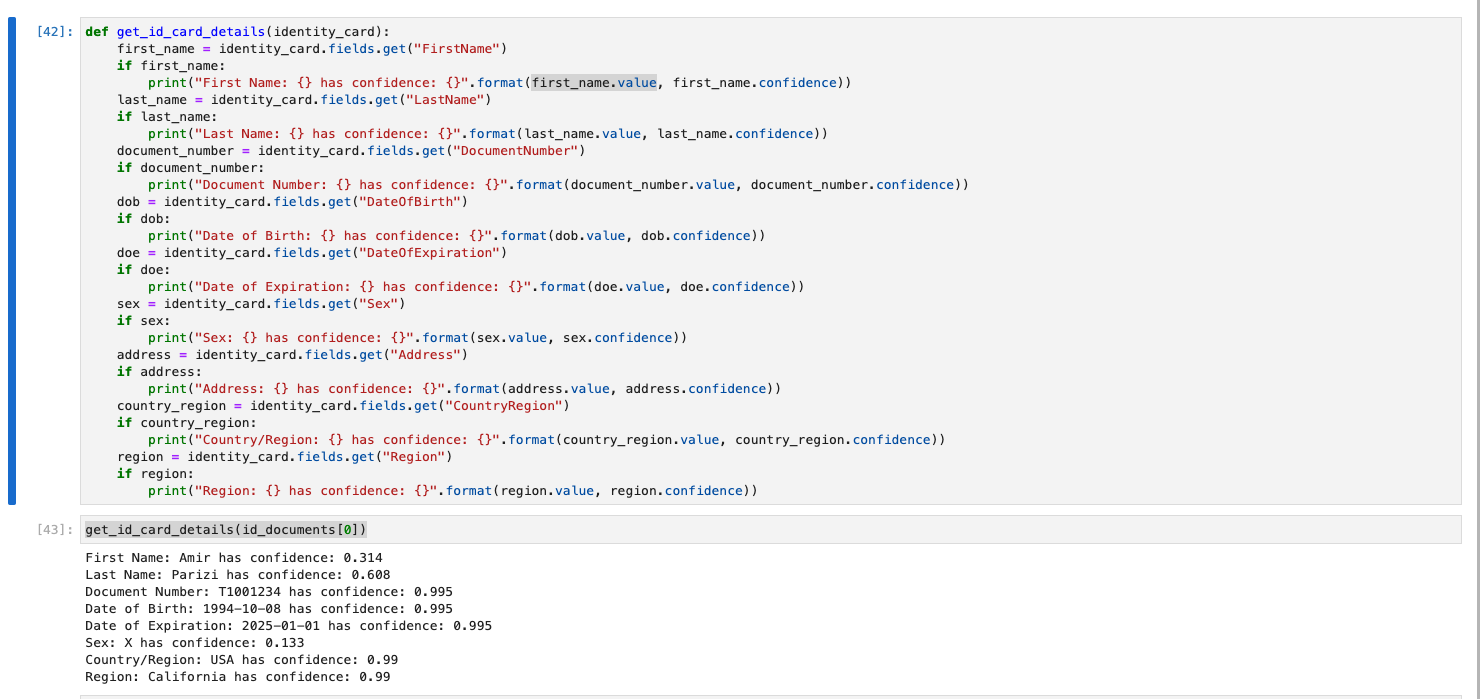 [42]: def get_id_card_details(identity_card):
    first_name = identity_card.fields.get("FirstName")
    if first_name:
        print("First Name: {} has confidence: {}".format(first_name.value, first_name.confidence))
    last_name = identity_card.fields.get("LastName")
    if last_name:
        print("Last Name: {} has confidence: {}".format(last_name.value, last_name.confidence))
    document_number = identity_card.fields.get("DocumentNumber")
    if document_number:
        print("Document Number: {} has confidence: {}".format(document_number.value, document_number.confidence))
    dob = identity_card.fields.get("DateOfBirth")
    if dob:
        print("Date of Birth: {} has confidence: {}".format(dob.value, dob.confidence))
    doe = identity_card.fields.get("DateOfExpiration")
    if doe:
        print("Date of Expiration: {} has confidence: {}".format(doe.value, doe.confidence))
    sex = identity_card.fields.get("Sex")
    if sex:
        print("Sex: {} has confidence: {}".format(sex.value, sex.confidence))
    address = identity_card.fields.get("Address")
    if address:
        print("Address: {} has confidence: {}".format(address.value, address.confidence))
    country_region = identity_card.fields.get("CountryRegion")
    if country_region:
        print("Country/Region: {} has confidence: {}".format(country_region.value, country_region.confidence))
    region = identity_card.fields.get("Region")
    if region:
        print("Region: {} has confidence: {}".format(region.value, region.confidence))
[43]: get_id_card_details(id_documents[0])
First Name: Amir has confidence: 0.314
Last Name: Parizi has confidence: 0.608
Document Number: T1001234 has confidence: 0.995
Date of Birth: 1994-10-08 has confidence: 0.995
Date of Expiration: 2025-01-01 has confidence: 0.995
Sex: X has confidence: 0.133
Country/Region: USA has confidence: 0.99
Region: California has confidence: 0.99